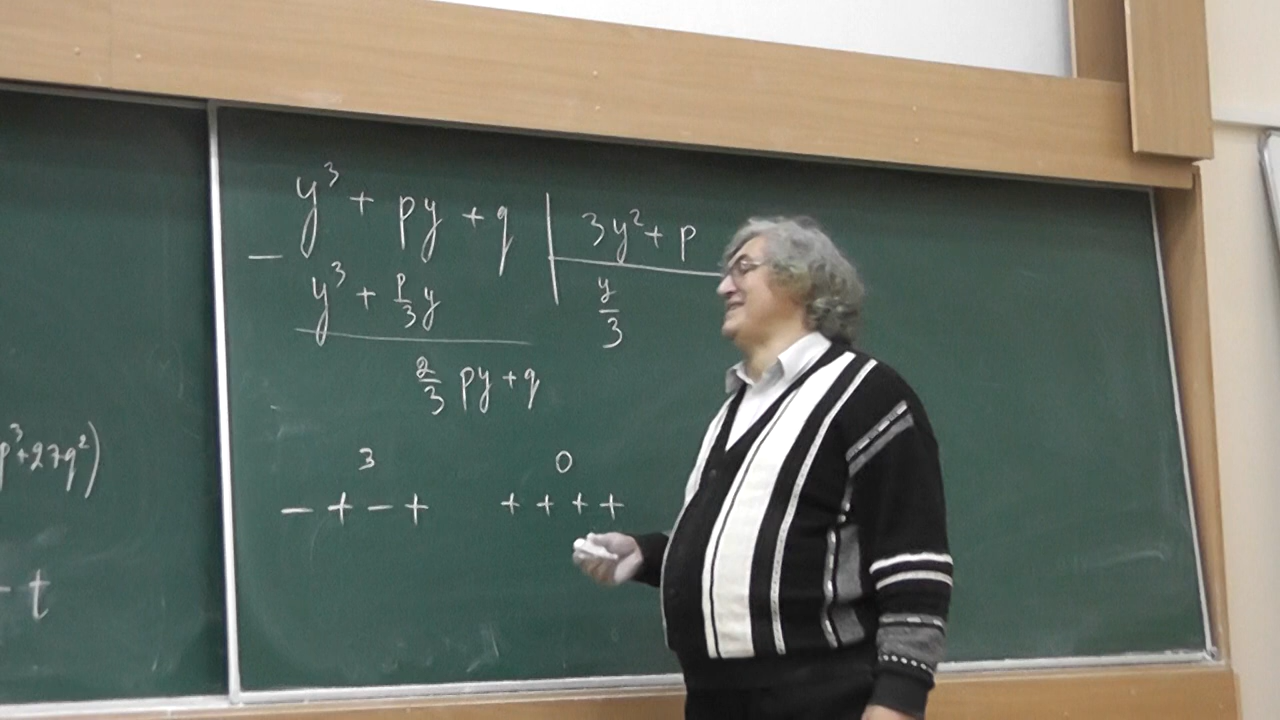 y³ + py + q | 3y² + p
− y³ + p/3 y | y/3
2/3 py + q
3 0
− + − + + + + +
p³+27q²)
− t